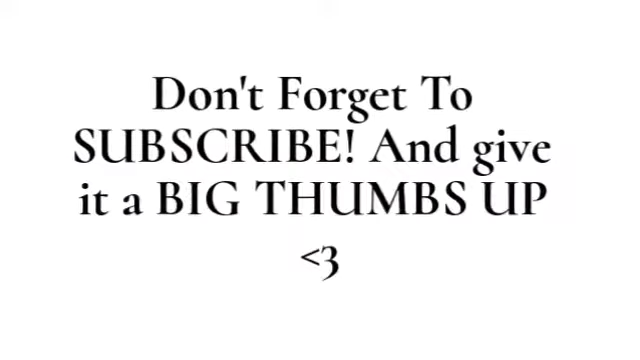 Don't Forget To
SUBSCRIBE! And give
it a BIG THUMBS UP
<3